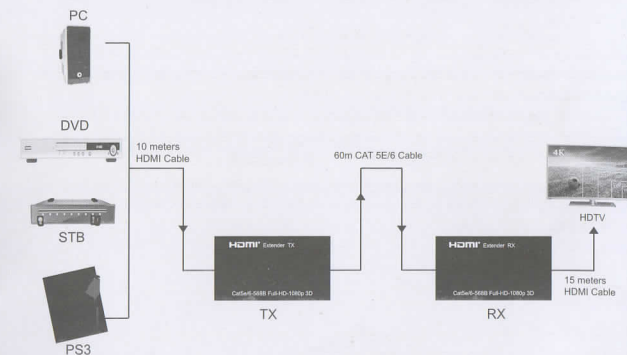 PC
DVD
10 meters
HDMI Cable
STB
PS3
HDMI Extender TX
Cat5e/6-568B Full-HD-1080p 3D
TX
60m CAT 5E/6 Cable
HDMI Extender RX
Cat5e/6-568B Full-HD-1080p 3D
RX
4K
HDTV
15 meters
HDMI Cable